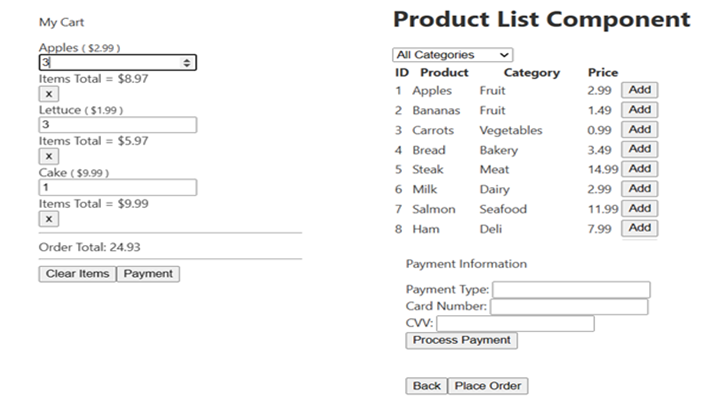 My Cart
Apples ( $2.99 )
3
Items Total = $8.97
x
Lettuce ( $1.99 )
3
Items Total = $5.97
x
Cake ( $9.99 )
1
Items Total = $9.99
x
Order Total: 24.93
Clear Items Payment
Product List Component
All Categories
ID Product Category Price
1 Apples Fruit 2.99 Add
2 Bananas Fruit 1.49 Add
3 Carrots Vegetables 0.99 Add
4 Bread Bakery 3.49 Add
5 Steak Meat 14.99 Add
6 Milk Dairy 2.99 Add
7 Salmon Seafood 11.99 Add
8 Ham Deli 7.99 Add
Payment Information
Payment Type:
Card Number:
CVV:
Process Payment
Back Place Order